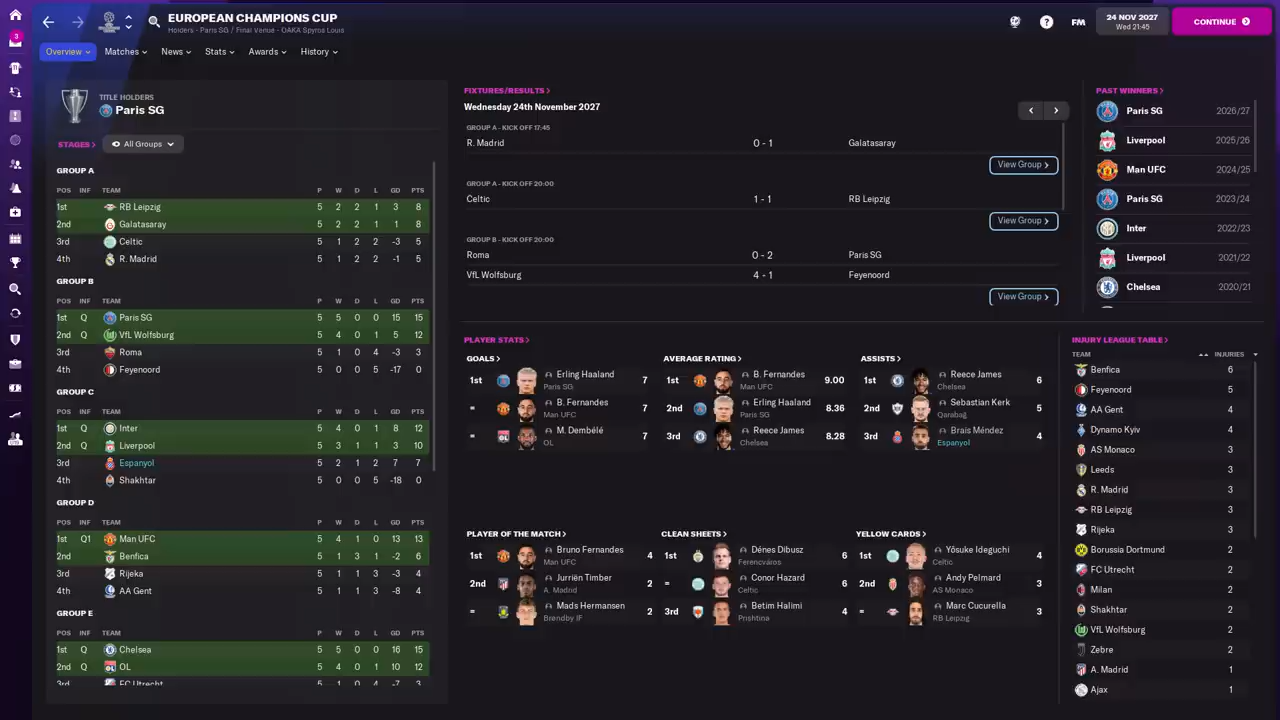 EUROPEAN CHAMPIONS CUP
Holders - Paris SG / Final Venue - OAKA Spyros Louis
3
FM
24 NOV 2027
Wed 21:45
CONTINUE
Overview
Matches
News
Stats
Awards
History
TITLE HOLDERS
Paris SG
STAGES
All Groups
GROUP A
POS INF TEAM P W D L GD PTS
1st RB Leipzig 5 2 2 1 3 8
2nd Galatasaray 5 2 2 1 1 8
3rd Celtic 5 1 2 2 -3 5
4th R. Madrid 5 1 2 2 -1 5
GROUP B
POS INF TEAM P W D L GD PTS
1st Q Paris SG 5 5 0 0 15 15
2nd Q VfL Wolfsburg 5 4 0 1 5 12
3rd Roma 5 1 0 4 -3 3
4th Feyenoord 5 0 0 5 -17 0
GROUP C
POS INF TEAM P W D L GD PTS
1st Q Inter 5 4 0 1 8 12
2nd Q Liverpool 5 3 1 1 3 10
3rd Espanyol 5 2 1 2 7 7
4th Shakhtar 5 0 0 5 -18 0
GROUP D
POS INF TEAM P W D L GD PTS
1st Q1 Man UFC 5 4 1 0 13 13
2nd Benfica 5 1 3 1 -2 6
3rd Rijeka 5 1 1 3 -3 4
4th AA Gent 5 1 1 3 -8 4
GROUP E
POS INF TEAM P W D L GD PTS
1st Q Chelsea 5 5 0 0 16 15
2nd Q OL 5 4 0 1 10 12
3rd FC Utrecht 5 1 0 4 -7 3
FIXTURES/RESULTS
Wednesday 24th November 2027
GROUP A - KICK OFF 17:45
R. Madrid 0 - 1 Galatasaray
View Group
GROUP A - KICK OFF 20:00
Celtic 1 - 1 RB Leipzig
View Group
GROUP B - KICK OFF 20:00
Roma 0 - 2 Paris SG
VfL Wolfsburg 4 - 1 Feyenoord
View Group
PAST WINNERS
Paris SG 2026/27
Liverpool 2025/26
Man UFC 2024/25
Paris SG 2023/24
Inter 2022/23
Liverpool 2021/22
Chelsea 2020/21
PLAYER STATS
GOALS
1st Erling Haaland 7
Paris SG
= B. Fernandes 7
Man UFC
= M. Dembélé 7
OL
AVERAGE RATING
1st B. Fernandes 9.00
Man UFC
2nd Erling Haaland 8.36
Paris SG
3rd Reece James 8.28
Chelsea
ASSISTS
1st Reece James 6
Chelsea
2nd Sebastian Kerk 5
Qarabağ
3rd Brais Méndez 4
Espanyol
PLAYER OF THE MATCH
1st Bruno Fernandes 4
Man UFC
2nd Jurriën Timber 2
A. Madrid
= Mads Hermansen 2
Brøndby IF
CLEAN SHEETS
1st Dénes Dibusz 6
Ferencváros
= Conor Hazard 6
Celtic
3rd Betim Halimi 4
Prishtina
YELLOW CARDS
1st Yōsuke Ideguchi 4
Celtic
2nd Andy Pelmard 3
AS Monaco
= Marc Cucurella 3
RB Leipzig
INJURY LEAGUE TABLE
TEAM INJURIES
Benfica 6
Feyenoord 5
AA Gent 4
Dynamo Kyiv 4
AS Monaco 3
Leeds 3
R. Madrid 3
RB Leipzig 3
Rijeka 3
Borussia Dortmund 2
FC Utrecht 2
Milan 2
Shakhtar 2
VfL Wolfsburg 2
Zebre 2
A. Madrid 1
Ajax 1